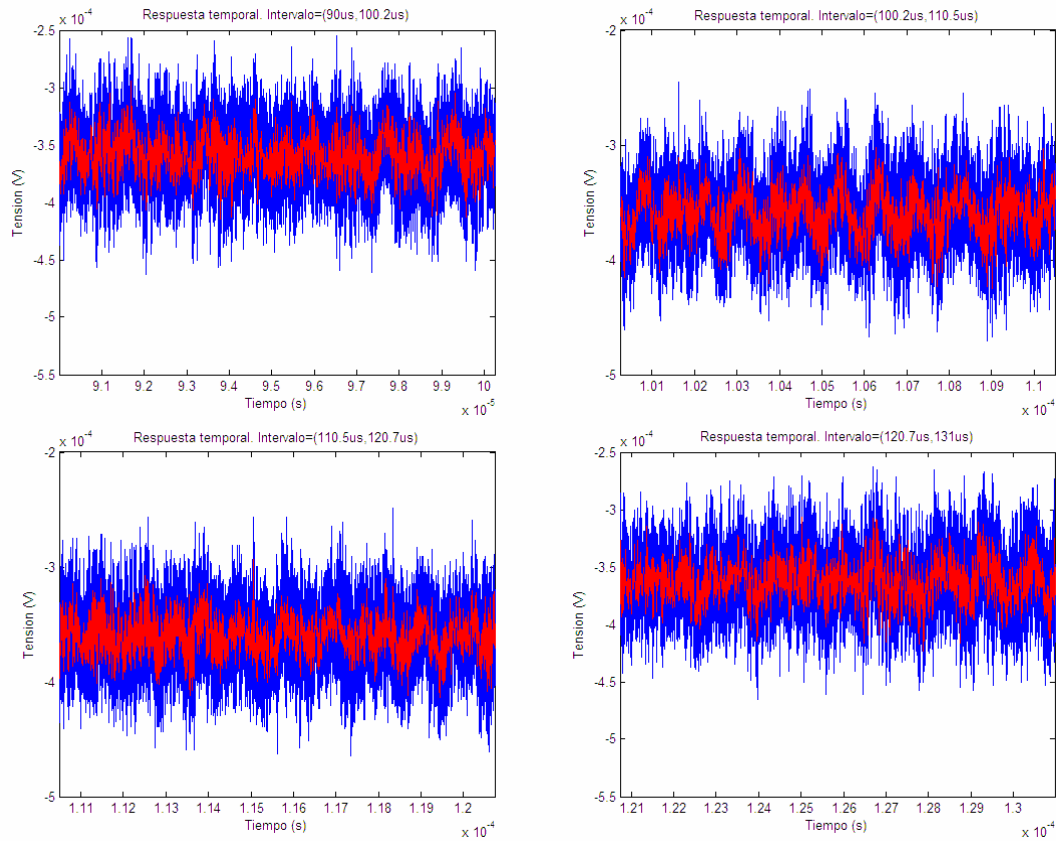 Respuesta temporal. Intervalo=(90us,100.2us)
x 10-4
-2.5
-3
-3.5
-4
-4.5
-5
-5.5
Tension (V)
9.1 9.2 9.3 9.4 9.5 9.6 9.7 9.8 9.9 10
Tiempo (s)
x 10-5
Respuesta temporal. Intervalo=(100.2us,110.5us)
x 10-4
-2
-3
-4
-5
Tension (V)
1.01 1.02 1.03 1.04 1.05 1.06 1.07 1.08 1.09 1.1
Tiempo (s)
x 10-4
Respuesta temporal. Intervalo=(110.5us,120.7us)
x 10-4
-2
-3
-4
-5
Tension (V)
1.11 1.12 1.13 1.14 1.15 1.16 1.17 1.18 1.19 1.2
Tiempo (s)
x 10-4
Respuesta temporal. Intervalo=(120.7us,131us)
x 10-4
-2.5
-3
-3.5
-4
-4.5
-5
-5.5
Tension (V)
1.21 1.22 1.23 1.24 1.25 1.26 1.27 1.28 1.29 1.3
Tiempo (s)
x 10-4